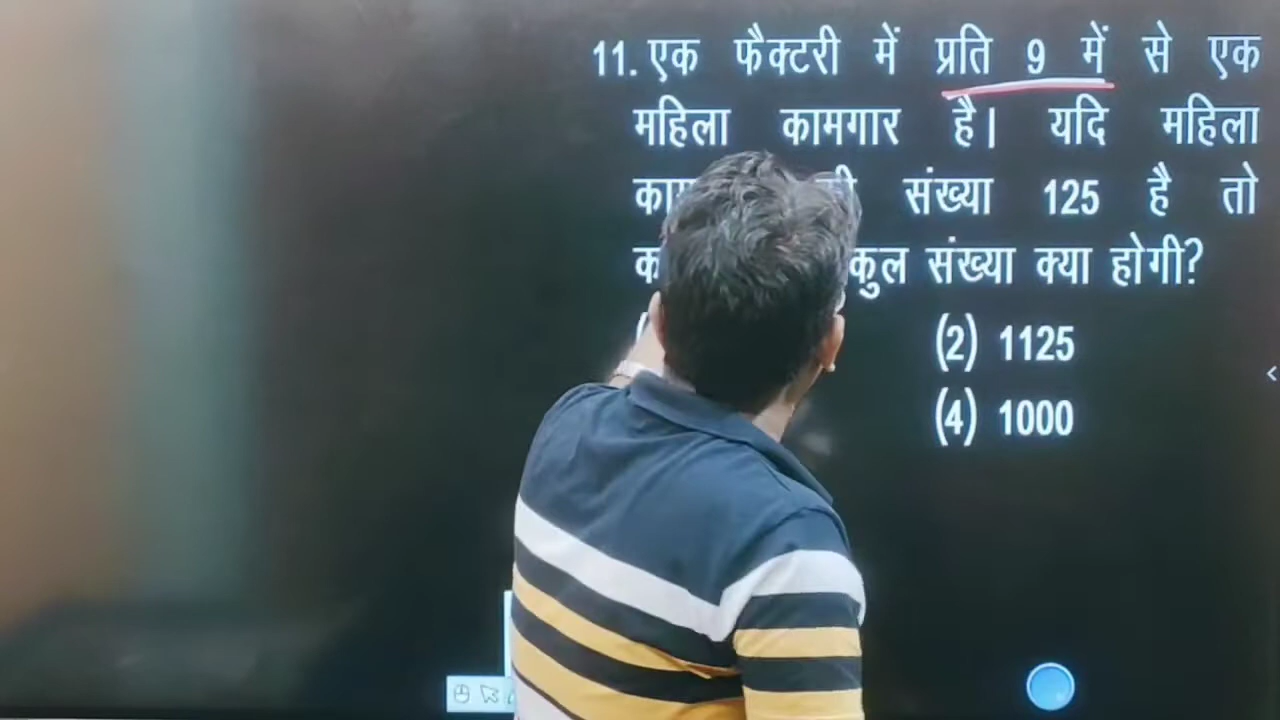 11. एक फैक्टरी में प्रति 9 में से एक
महिला कामगार है। यदि महिला
संख्या 125 है तो
कुल संख्या क्या होगी?
(2) 1125
(4) 1000